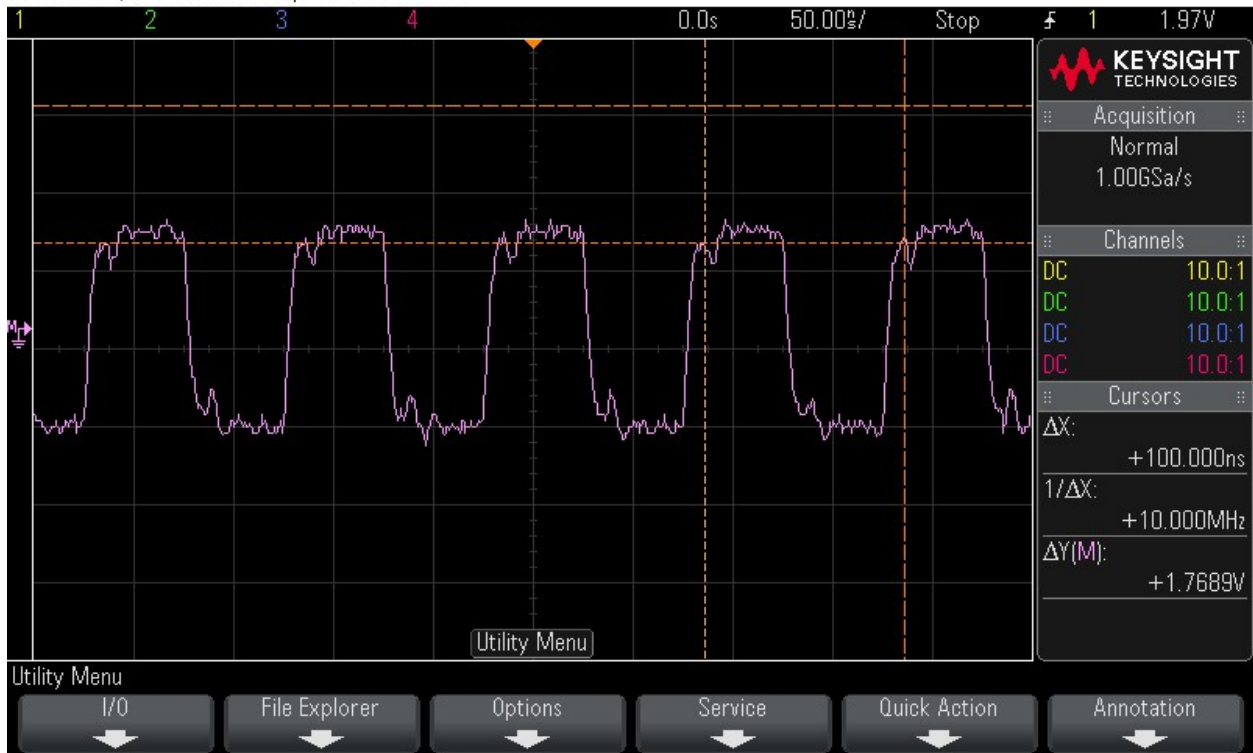 1 2 3 4 0.0s 50.00ns/ Stop 1 1.97V
KEYSIGHT
TECHNOLOGIES
Acquisition
Normal
1.00GSa/s
Channels
DC 10.0:1
DC 10.0:1
DC 10.0:1
DC 10.0:1
Cursors
ΔX:
+100.000ns
1/ΔX:
+10.000MHz
ΔY(M):
+1.7689V
M
Utility Menu
Utility Menu
I/O File Explorer Options Service Quick Action Annotation